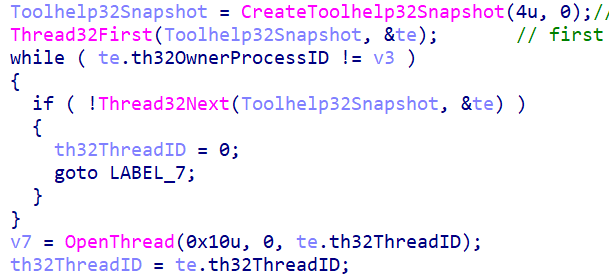 Toolhelp32Snapshot = CreateToolhelp32Snapshot(4u, 0);//
Thread32First(Toolhelp32Snapshot, &te);       // first
while ( te.th32OwnerProcessID != v3 )
{
  if ( !Thread32Next(Toolhelp32Snapshot, &te) )
  {
    th32ThreadID = 0;
    goto LABEL_7;
  }
}
v7 = OpenThread(0x10u, 0, te.th32ThreadID);
th32ThreadID = te.th32ThreadID;